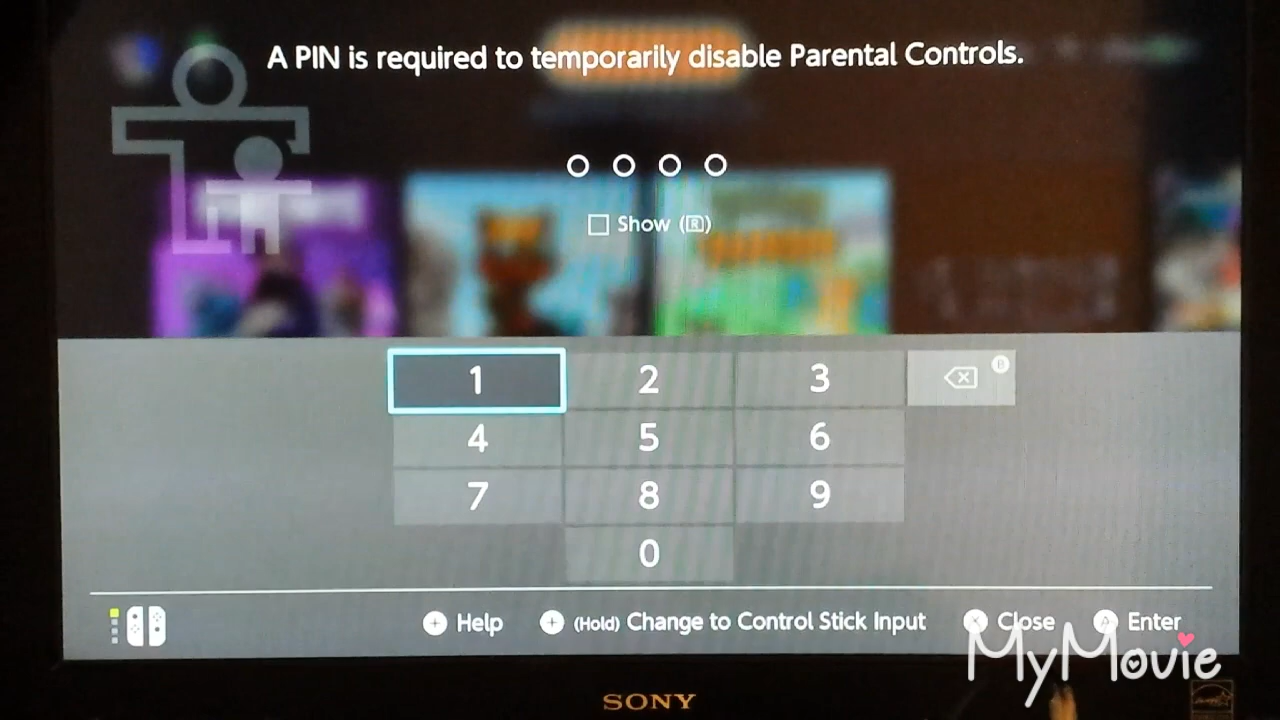 A PIN is required to temporarily disable Parental Controls.
Show (R)
1 2 3 B
4 5 6
7 8 9
0
+ Help + (Hold) Change to Control Stick Input X Close A Enter
MyMovie
SONY